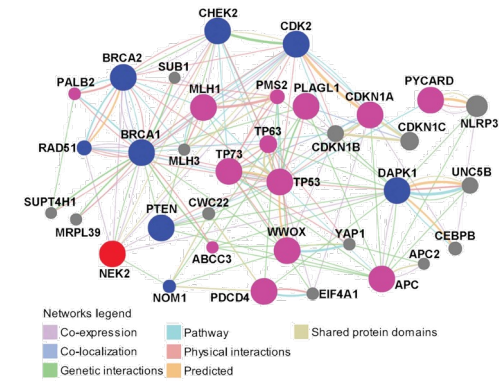 CHEK2
CDK2
BRCA2
SUB1
PALB2
MLH1
PMS2
PLAGL1
CDKN1A
PYCARD
NLRP3
BRCA1
TP63
RAD51
MLH3
TP73
CDKN1B
CDKN1C
TP53
DAPK1
UNC5B
SUPT4H1
MRPL39
PTEN
CWC22
WWOX
YAP1
CEBPB
NEK2
ABCC3
APC2
NOM1
PDCD4
EIF4A1
APC
Networks legend
Co-expression
Pathway
Shared protein domains
Co-localization
Physical interactions
Genetic interactions
Predicted